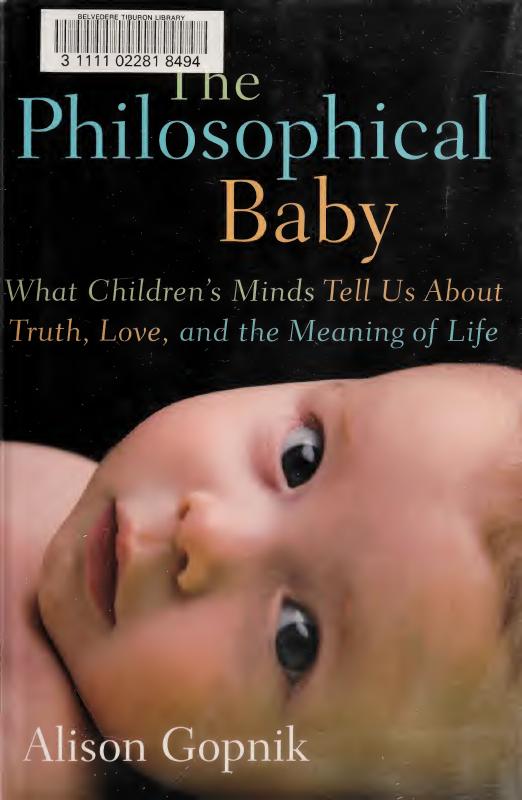 BELVEDERE TIBURON LIBRARY
3 1111 02281 8494
The
Philosophical
Baby
What Children's Minds Tell Us About
Truth, Love, and the Meaning of Life
Alison Gopnik